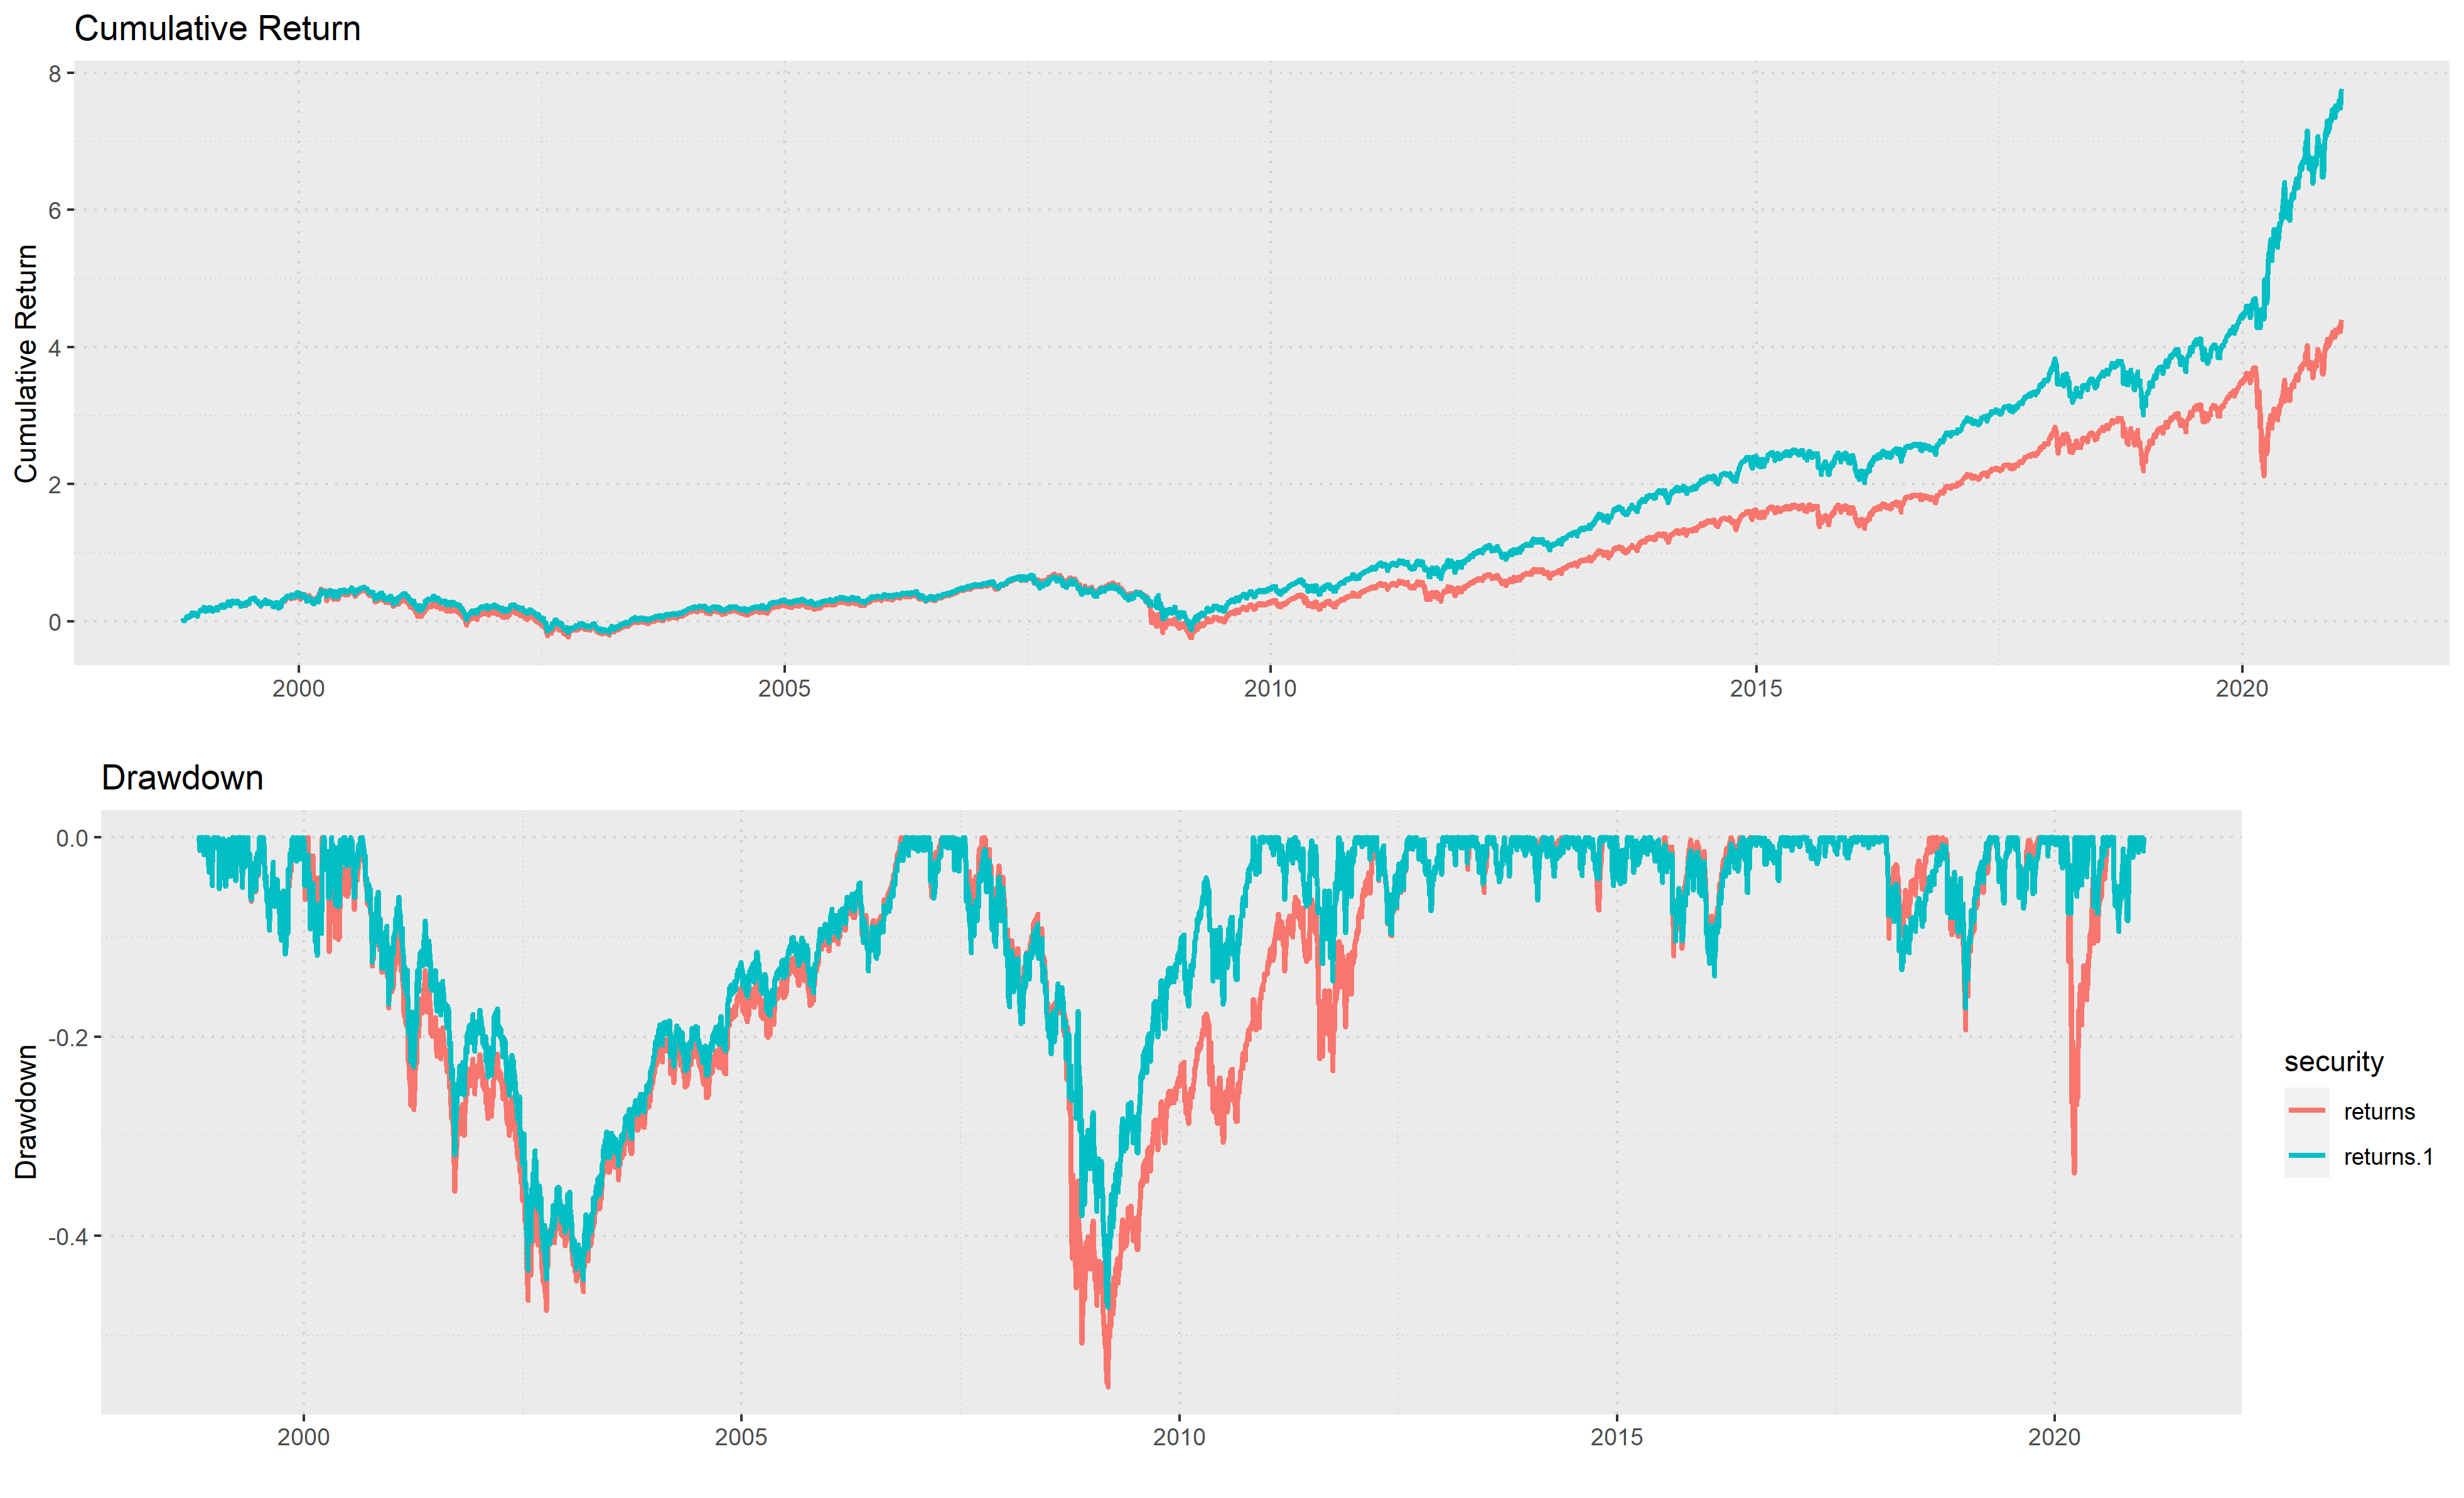 Cumulative Return
Cumulative Return
8
6
4
2
0
2000 2005 2010 2015 2020
Drawdown
Drawdown
0.0
-0.2
-0.4
2000 2005 2010 2015 2020
security
returns
returns.1